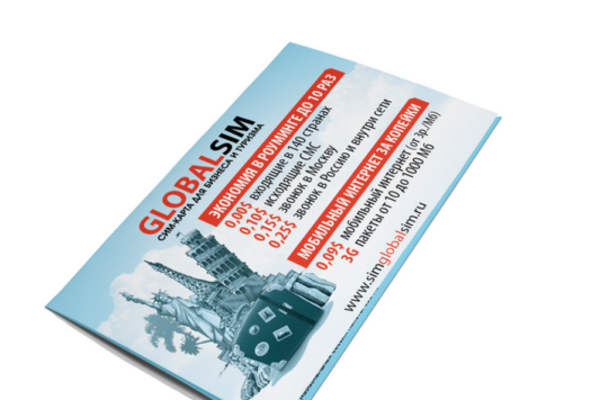 GLOBALSIM
СИМ-КАРТА ДЛЯ БИЗНЕСА И ТУРИЗМА
ЭКОНОМИЯ В РОУМИНГЕ ДО 10 РАЗ
0,00$ входящие в 140 странах
0,10$ исходящие СМС
0,15$ звонок в Москву
0,25$ звонок в Россию и внутри сети
МОБИЛЬНЫЙ ИНТЕРНЕТ ЗА КОПЕЙКИ
0,09$ мобильный интернет (от 3р./Мб)
3G пакеты от 10 до 1000 Мб
www.simglobalsim.ru